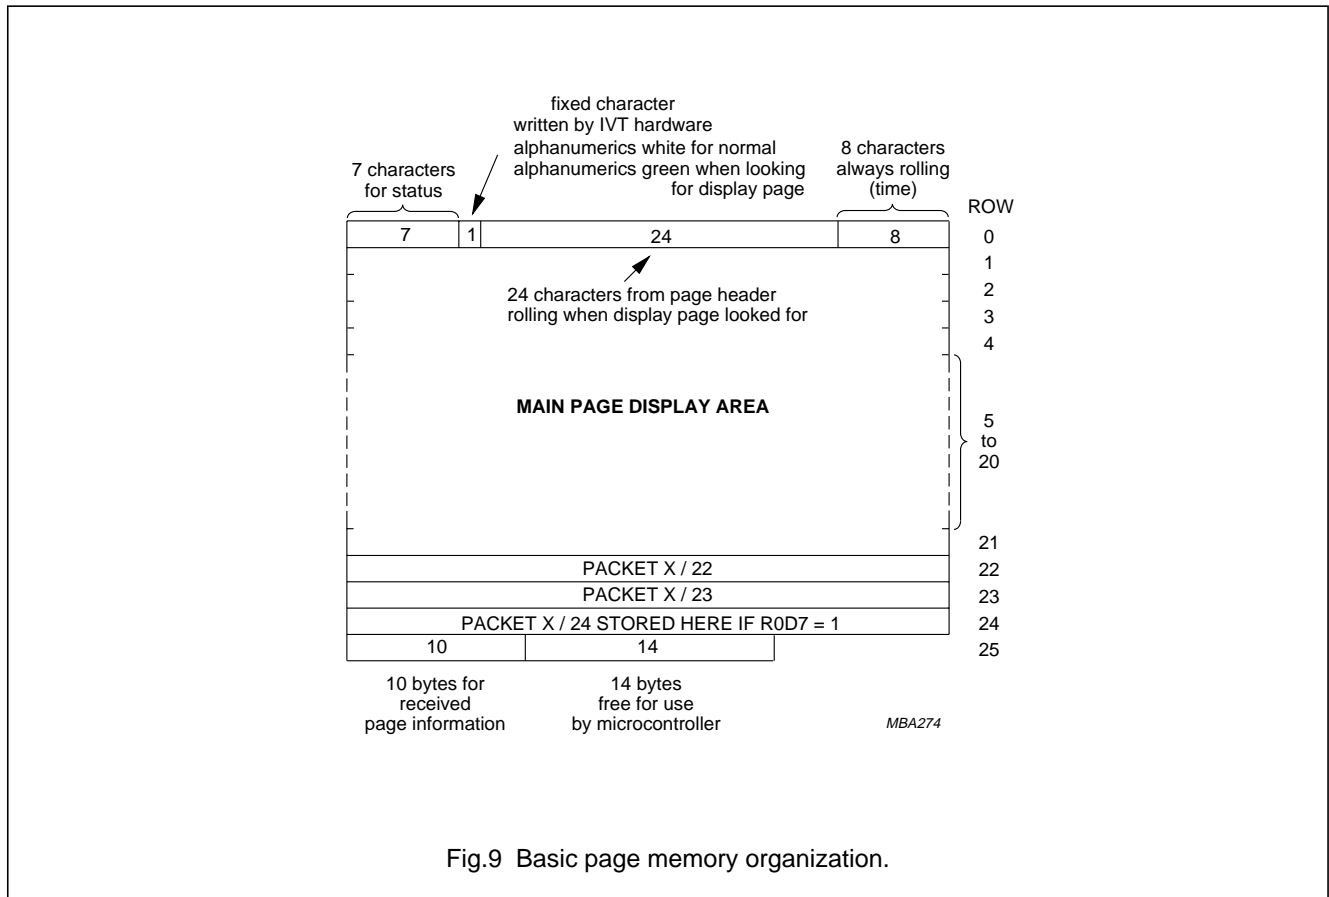 fixed character
written by IVT hardware
alphanumerics white for normal
alphanumerics green when looking
for display page
7 characters
for status
8 characters
always rolling
(time)
ROW
7 1 24 8 0
1
2
3
4
24 characters from page header
rolling when display page looked for
MAIN PAGE DISPLAY AREA
5
to
20
21
PACKET X / 22 22
PACKET X / 23 23
PACKET X / 24 STORED HERE IF R0D7 = 1 24
10 14 25
10 bytes for
received
page information
14 bytes
free for use
by microcontroller
MBA274
Fig.9 Basic page memory organization.